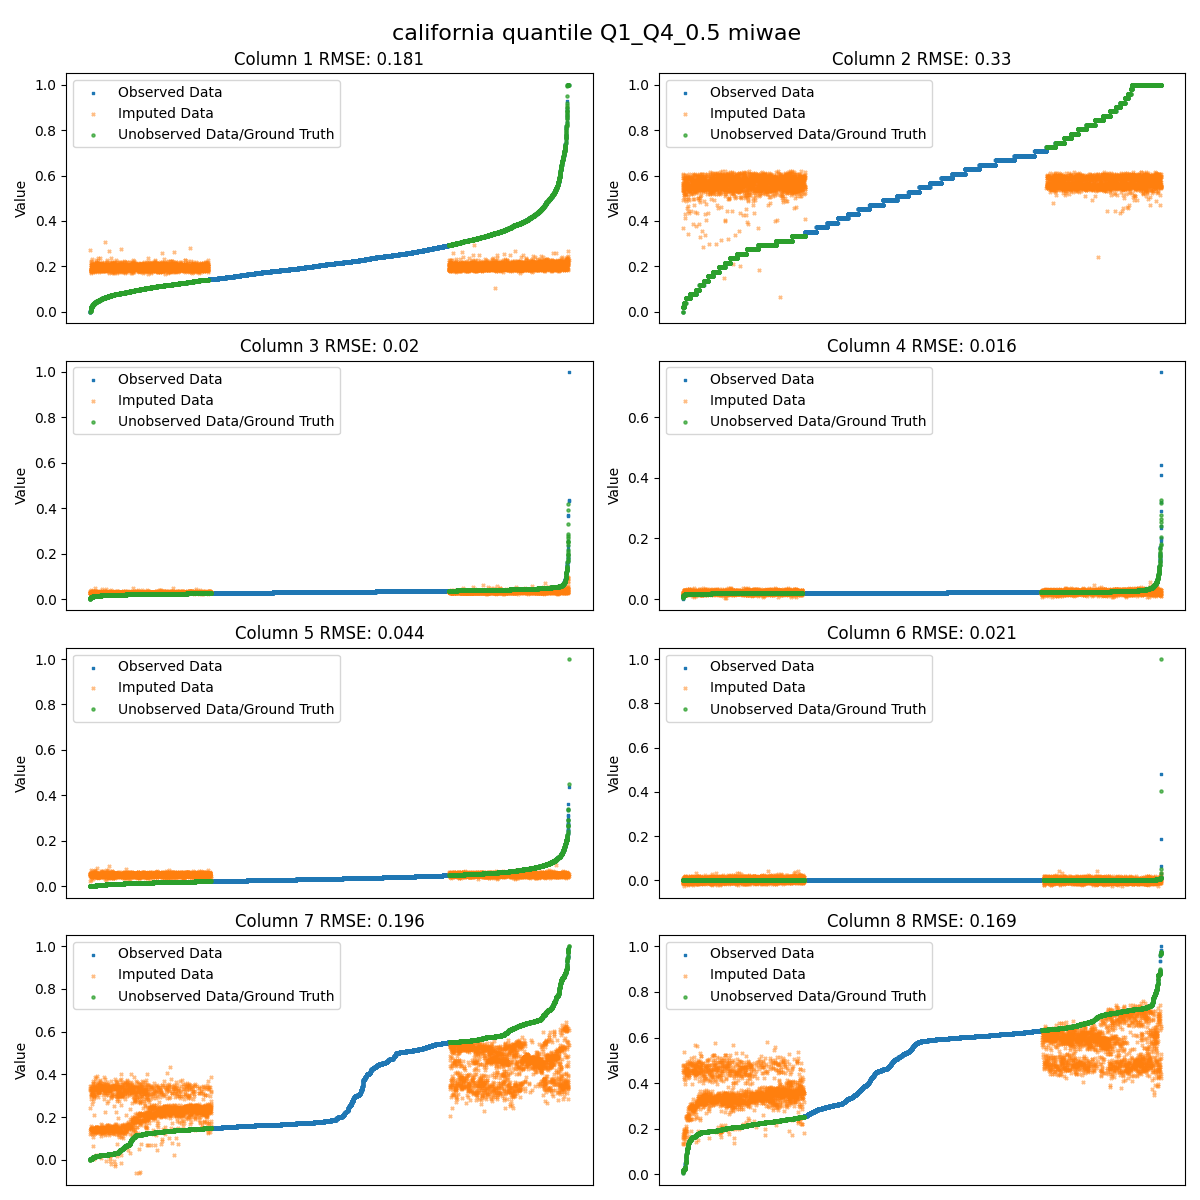 california quantile Q1_Q4_0.5 miwae
Column 1 RMSE: 0.181
1.0
0.8
0.6
0.4
0.2
0.0
Value
Observed Data
Imputed Data
Unobserved Data/Ground Truth
Column 2 RMSE: 0.33
1.0
0.8
0.6
0.4
0.2
0.0
Value
Observed Data
Imputed Data
Unobserved Data/Ground Truth
Column 3 RMSE: 0.02
1.0
0.8
0.6
0.4
0.2
0.0
Value
Observed Data
Imputed Data
Unobserved Data/Ground Truth
Column 4 RMSE: 0.016
0.6
0.4
0.2
0.0
Value
Observed Data
Imputed Data
Unobserved Data/Ground Truth
Column 5 RMSE: 0.044
1.0
0.8
0.6
0.4
0.2
0.0
Value
Observed Data
Imputed Data
Unobserved Data/Ground Truth
Column 6 RMSE: 0.021
1.0
0.8
0.6
0.4
0.2
0.0
Value
Observed Data
Imputed Data
Unobserved Data/Ground Truth
Column 7 RMSE: 0.196
1.0
0.8
0.6
0.4
0.2
0.0
Value
Observed Data
Imputed Data
Unobserved Data/Ground Truth
Column 8 RMSE: 0.169
1.0
0.8
0.6
0.4
0.2
0.0
Value
Observed Data
Imputed Data
Unobserved Data/Ground Truth